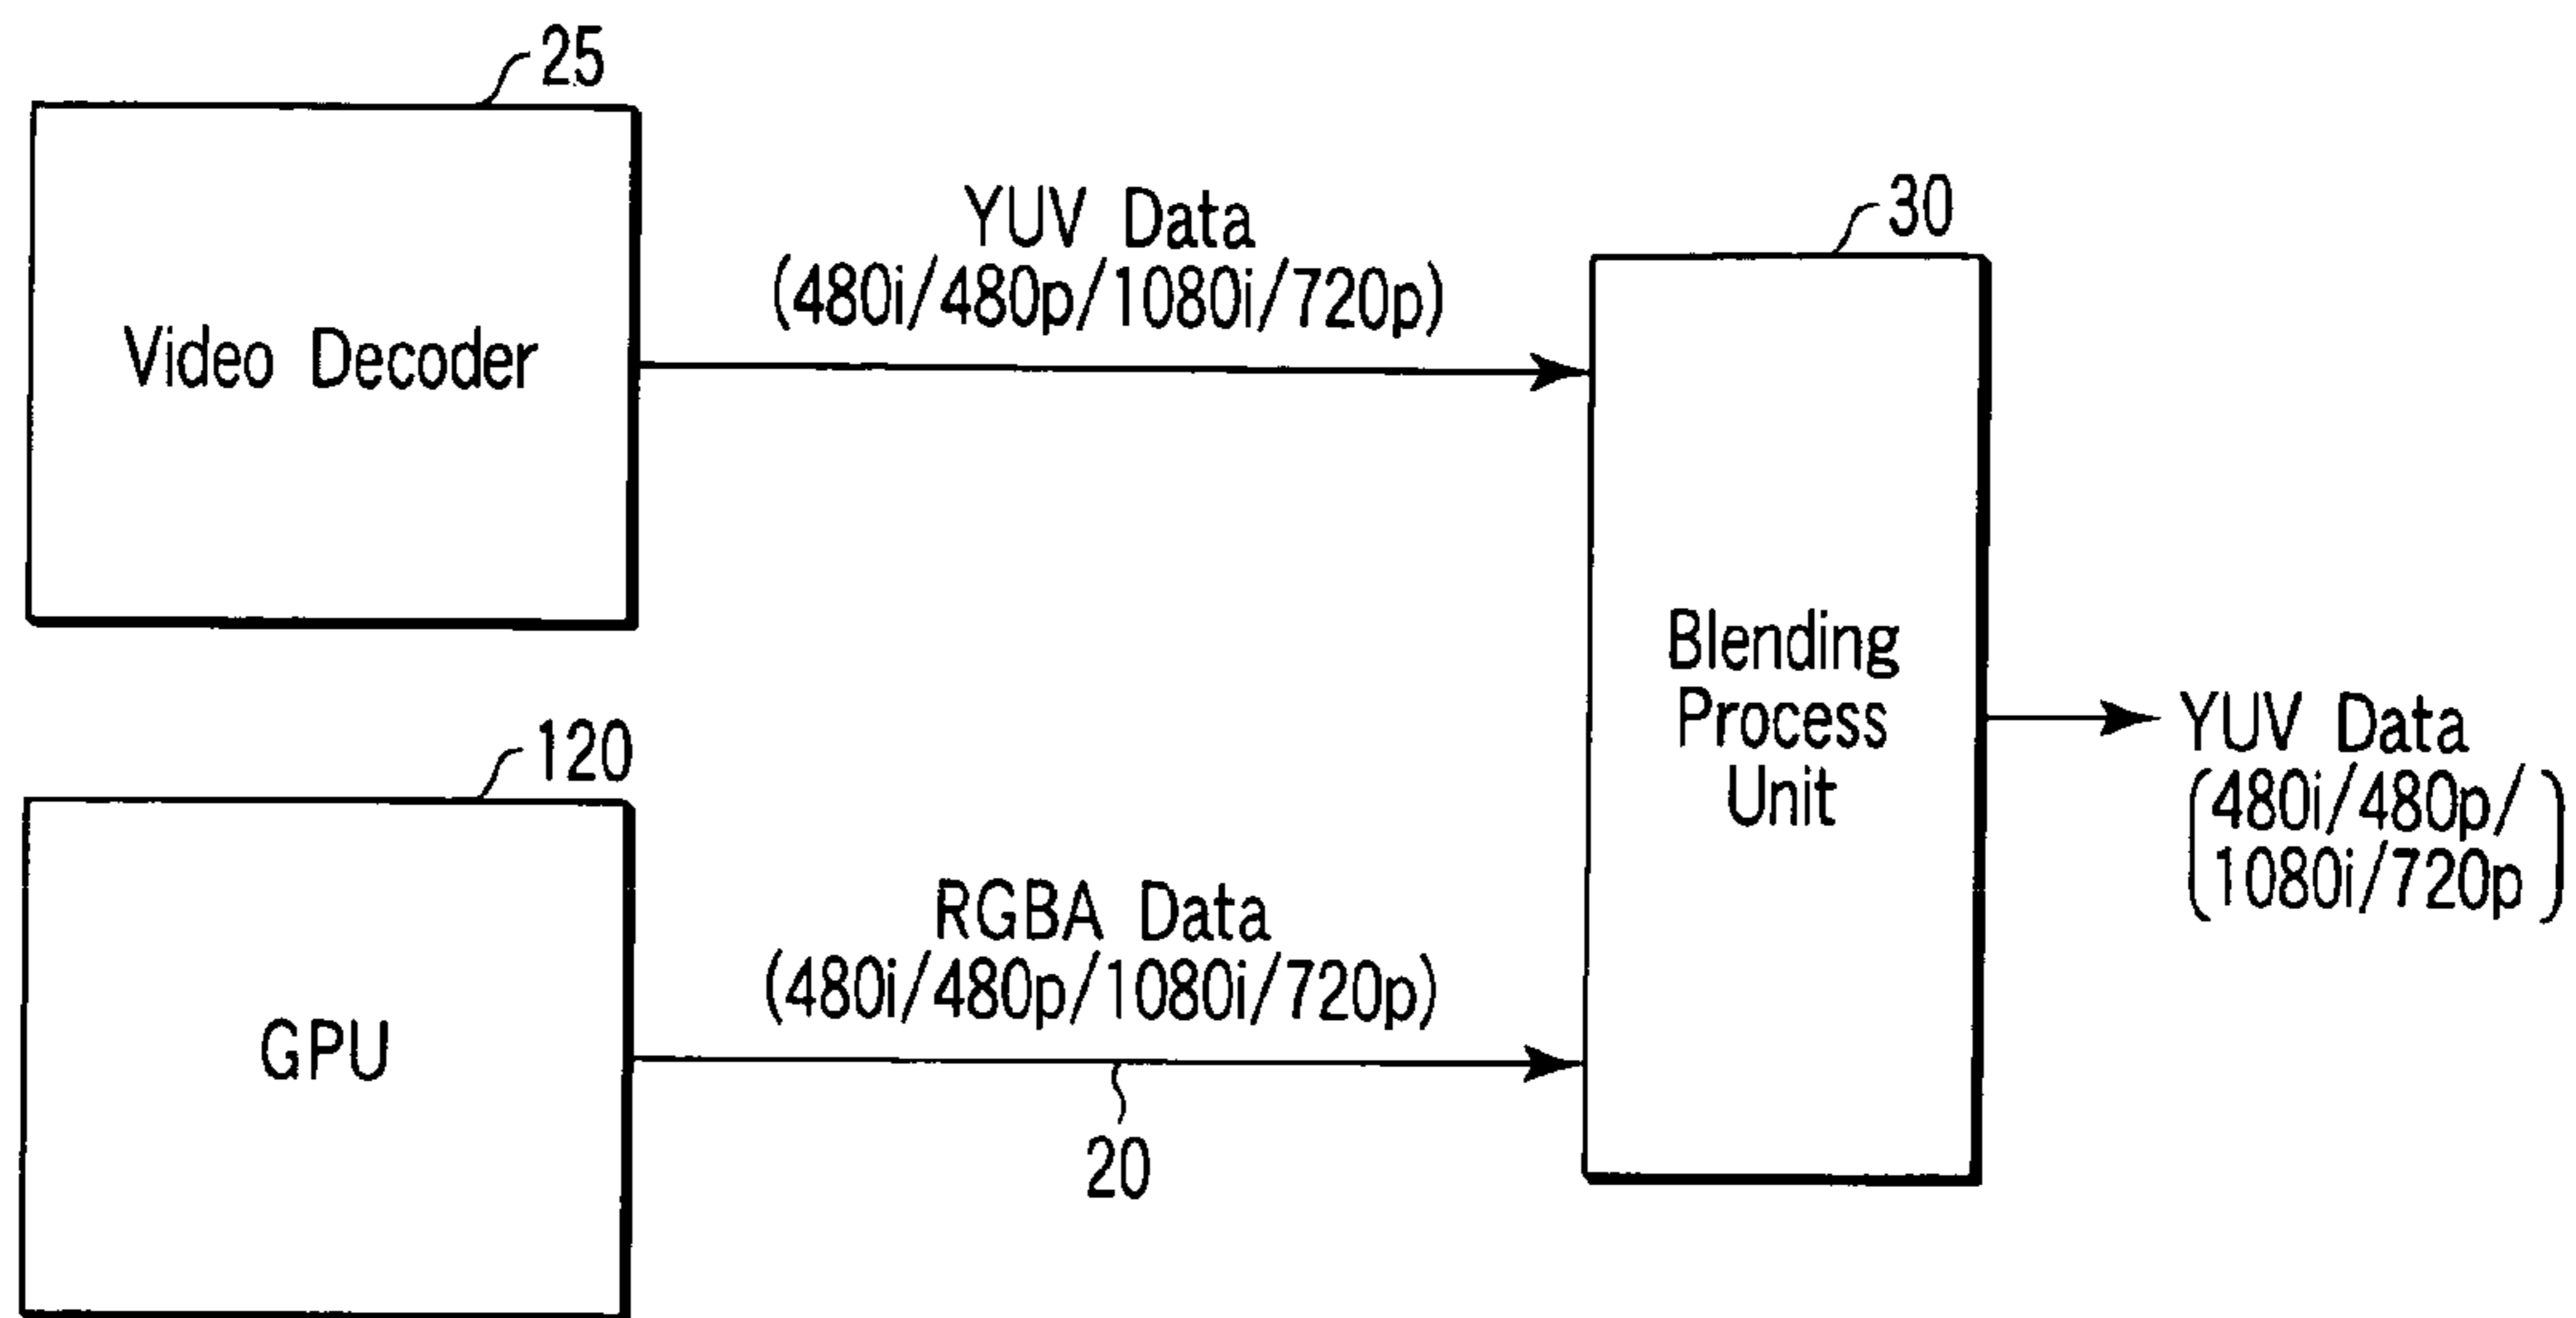 25
Video Decoder
YUV Data
(480i/480p/1080i/720p)
30
Blending
Process
Unit
YUV Data
(480i/480p/
1080i/720p)
120
GPU
RGBA Data
(480i/480p/1080i/720p)
20